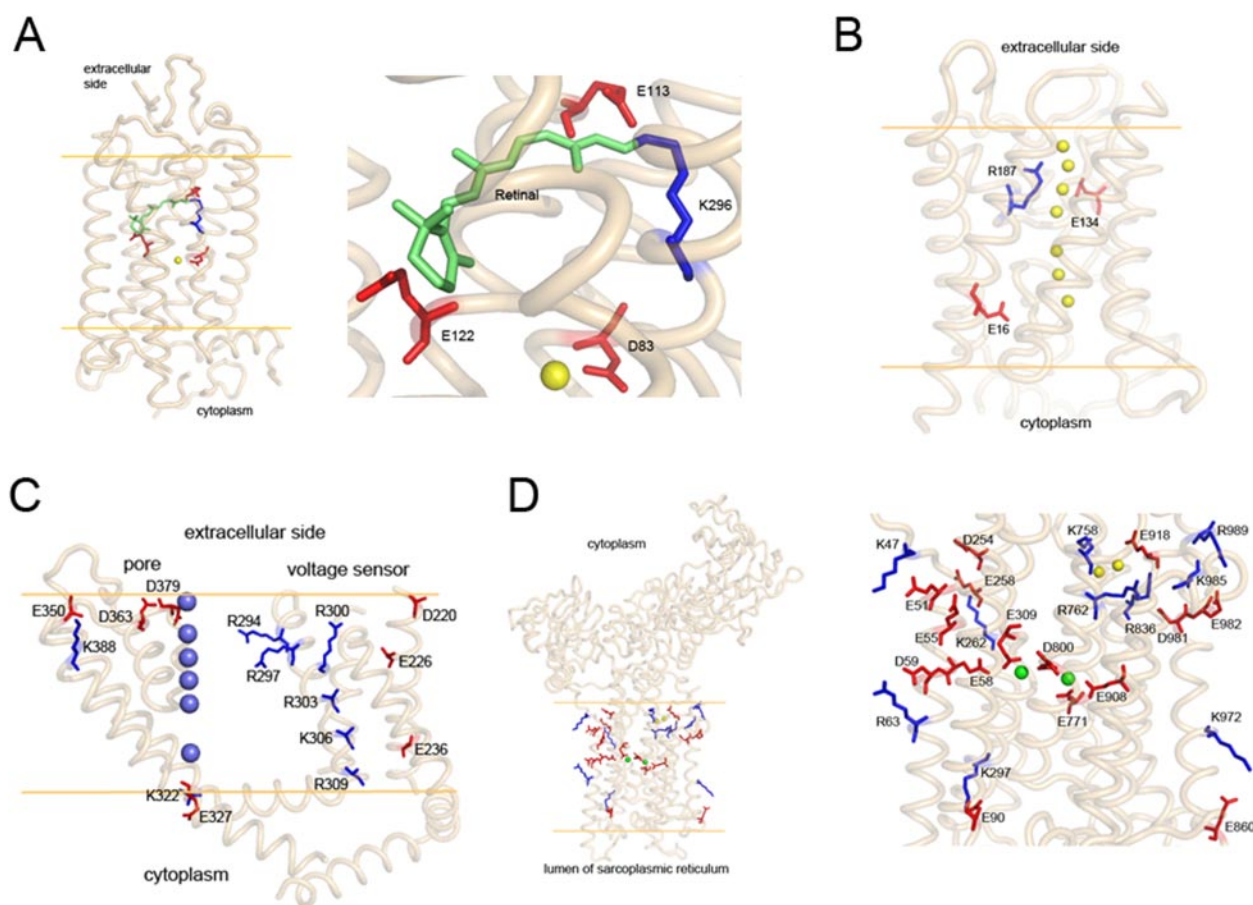 A
extracellular
side
cytoplasm
E113
Retinal
K296
E122
D83
B
extracellular side
R187
E134
E16
cytoplasm
C
extracellular side
pore
voltage sensor
D379
E350
D363
R294
R300
D220
K388
R297
E226
R303
K306
E236
R309
K322
E327
cytoplasm
D
cytoplasm
lumen of sarcoplasmic reticulum
K47
D254
K758
E918
R989
E258
K985
E51
E309
R762
E55
K262
R836
E982
D981
D800
D59
E58
E908
E771
R63
K972
K297
E90
E860